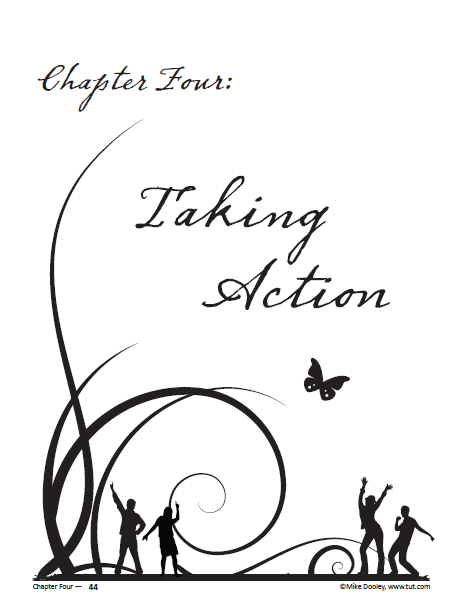 Chapter Four:
Taking
Action
Chapter Four — 44 ©Mike Dooley, www.tut.com